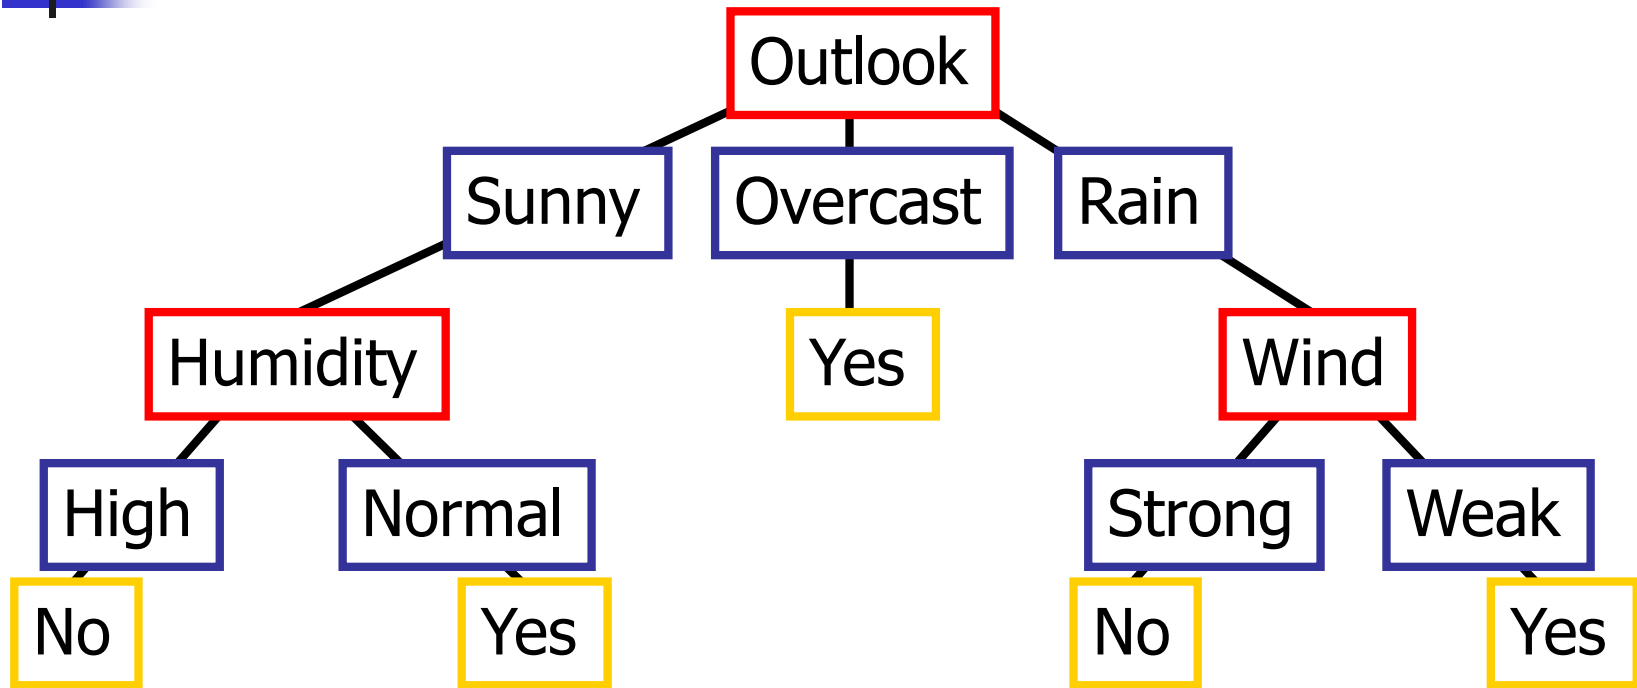 Outlook
Sunny Overcast Rain
Humidity Yes Wind
High Normal Strong Weak
No Yes No Yes